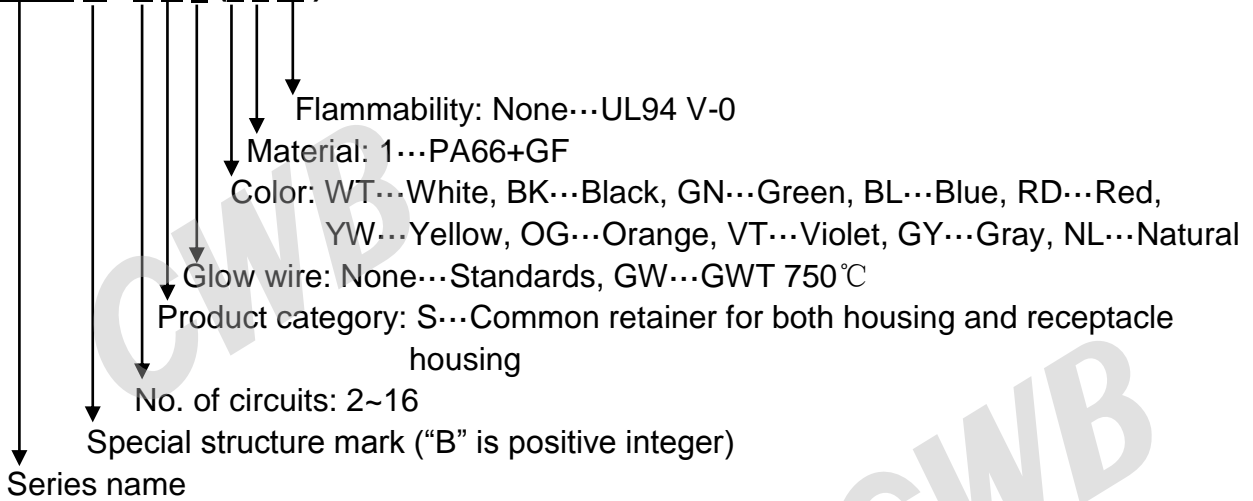 Flammability: None···UL94 V-0
Material: 1···PA66+GF
Color: WT···White, BK···Black, GN···Green, BL···Blue, RD···Red,
YW···Yellow, OG···Orange, VT···Violet, GY···Gray, NL···Natural
Glow wire: None···Standards, GW···GWT 750℃
Product category: S···Common retainer for both housing and receptacle
housing
No. of circuits: 2~16
Special structure mark (“B” is positive integer)
Series name
CWB
CWB